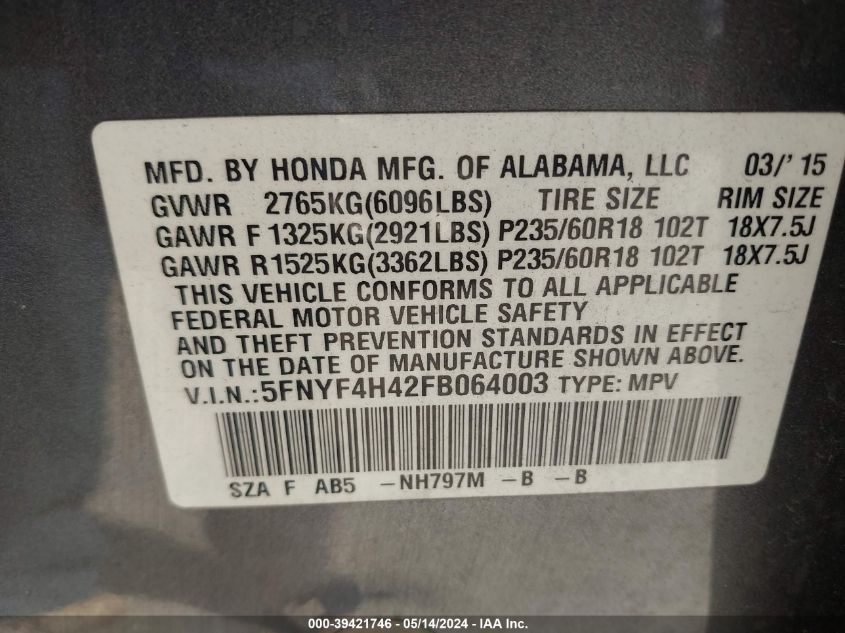 MFD. BY HONDA MFG. OF ALABAMA, LLC 03/' 15
GVWR 2765KG(6096LBS) TIRE SIZE RIM SIZE
GAWR F 1325KG(2921LBS) P235/60R18 102T 18X7.5J
GAWR R1525KG(3362LBS) P235/60R18 102T 18X7.5J
THIS VEHICLE CONFORMS TO ALL APPLICABLE
FEDERAL MOTOR VEHICLE SAFETY
AND THEFT PREVENTION STANDARDS IN EFFECT
ON THE DATE OF MANUFACTURE SHOWN ABOVE.
V.I.N.:5FNYF4H42FB064003 TYPE: MPV
SZA F AB5 -NH797M -B -B
000-39421746 - 05/14/2024 - IAA Inc.